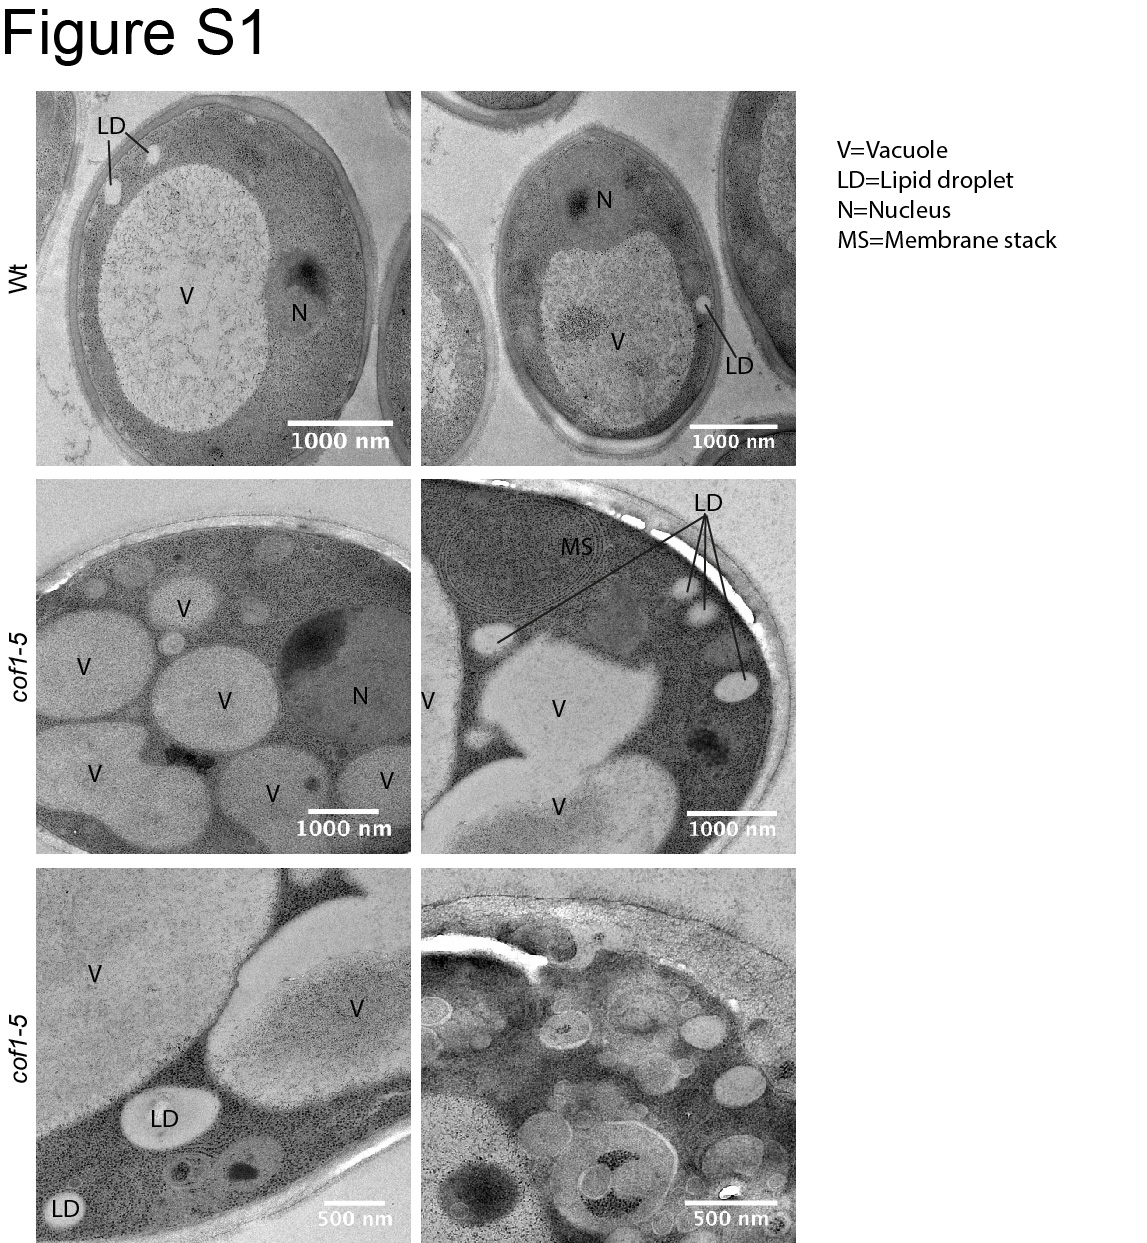 Figure S1
LD
V
N
1000 nm
N
V
LD
1000 nm
V=Vacuole
LD=Lipid droplet
N=Nucleus
MS=Membrane stack
Wt
V
V
V
N
V
V
V
1000 nm
LD
MS
V
V
V
1000 nm
cof1-5
V
V
LD
LD
500 nm
500 nm
cof1-5